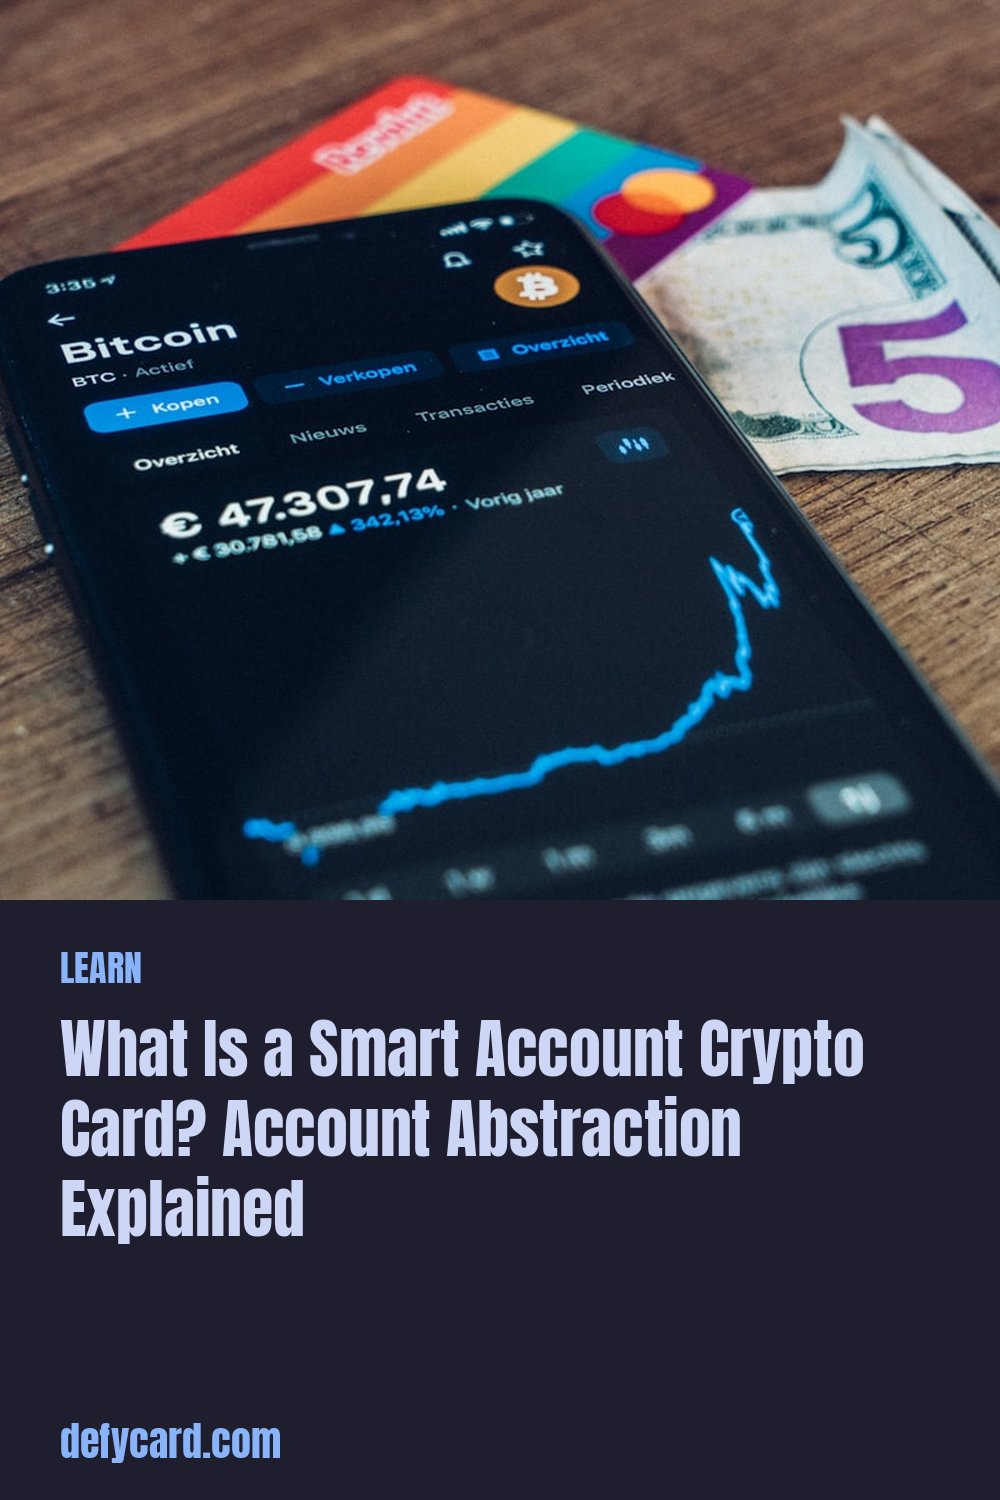 3:35
Bitcoin
BTC · Actief
+ Kopen
— Verkopen
Overzicht
Overzicht
Nieuws
Transacties
Periodiek
€ 47.307,74
+ € 30.781,58 ▲ 342,13% · Vorig jaar
5
LEARN
What Is a Smart Account Crypto
Card? Account Abstraction
Explained
defycard.com